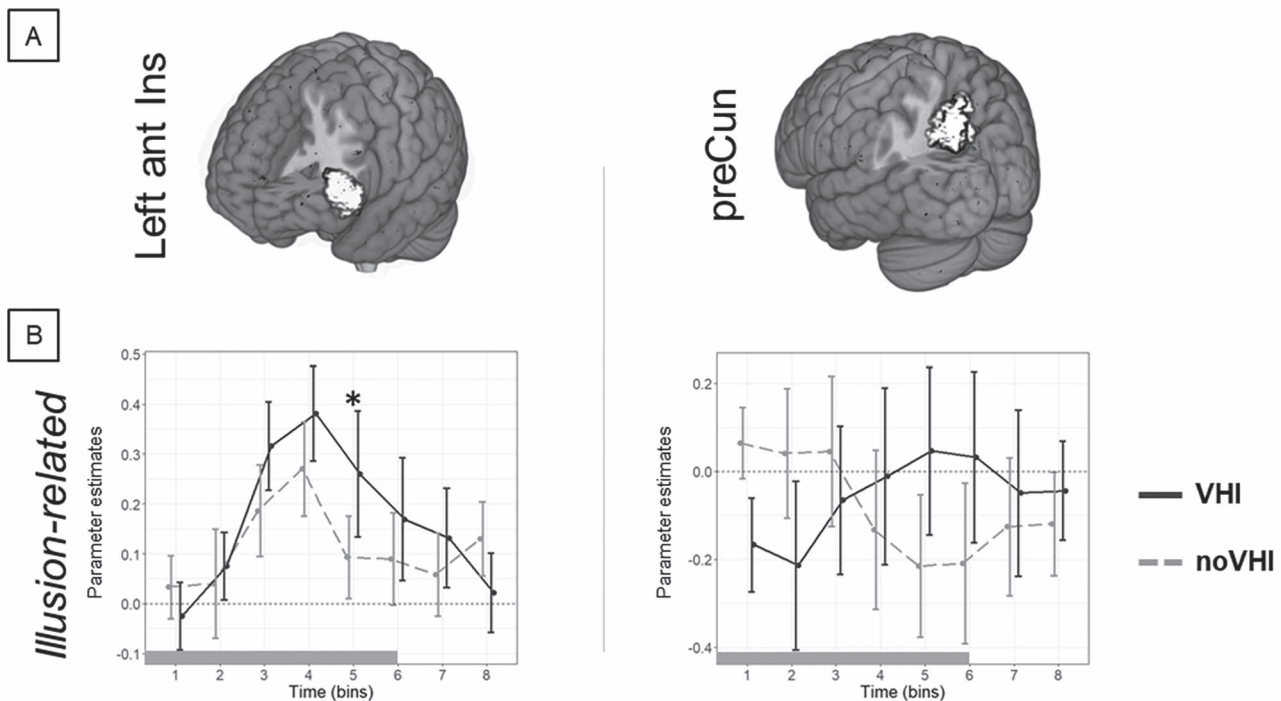 A
Left ant Ins
preCun
B
Illusion-related
Parameter estimates
0.5
0.4
0.3
0.2
0.1
0.0
-0.1
*
1 2 3 4 5 6 7 8
Time (bins)
Parameter estimates
0.2
0.0
-0.2
-0.4
1 2 3 4 5 6 7 8
Time (bins)
VHI
noVHI